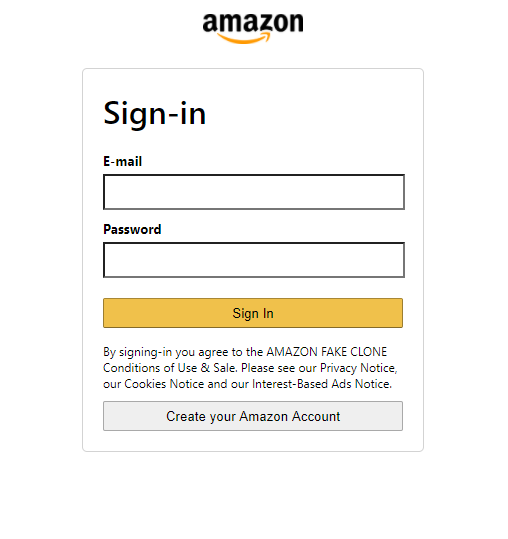 amazon
Sign-in
E-mail
Password
Sign In
By signing-in you agree to the AMAZON FAKE CLONE
Conditions of Use & Sale. Please see our Privacy Notice,
our Cookies Notice and our Interest-Based Ads Notice.
Create your Amazon Account